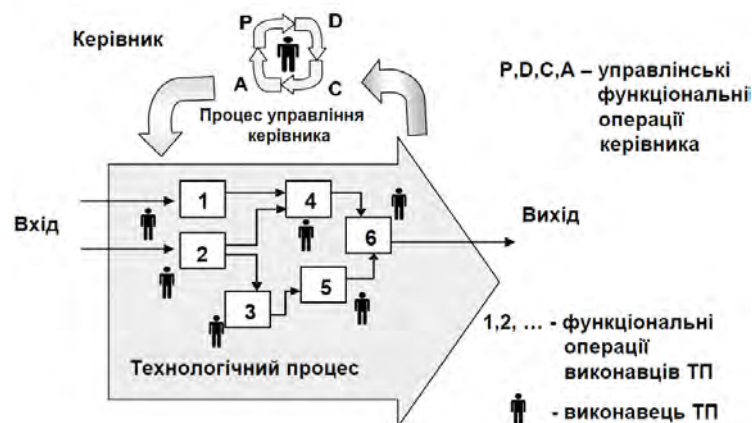 Керівник
P D
A C
Процес управління
керівника
P,D,C,A – управлінські
функціональні
операції
керівника
Вхід
1
4
2
6
3
5
Вихід
Технологічний процес
1,2, ... - функціональні
операції
виконавців ТП
- виконавець ТП